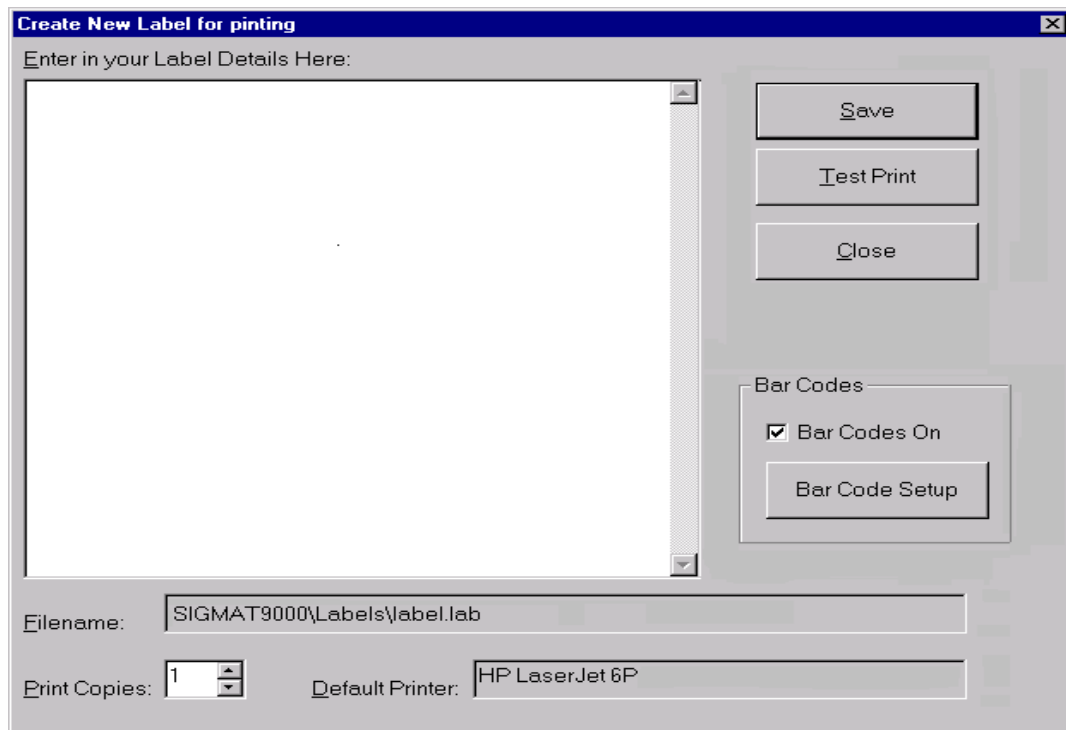 Create New Label for pinting
Enter in your Label Details Here:
Save
Test Print
Close
Bar Codes
Bar Codes On
Bar Code Setup
Filename: SIGMAT9000\Labels\label.lab
Print Copies: 1 Default Printer: HP LaserJet 6P